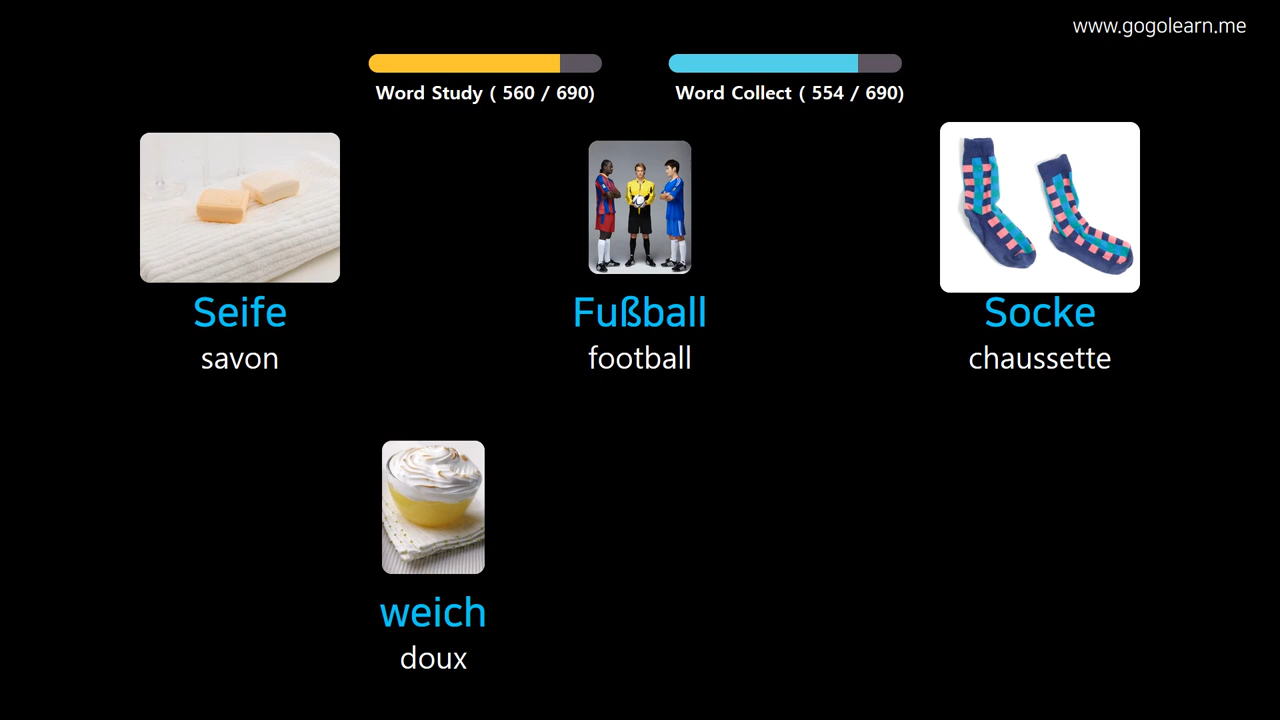 www.gogolearn.me
Word Study ( 560 / 690)
Word Collect ( 554 / 690)
Seife
savon
Fußball
football
Socke
chaussette
weich
doux